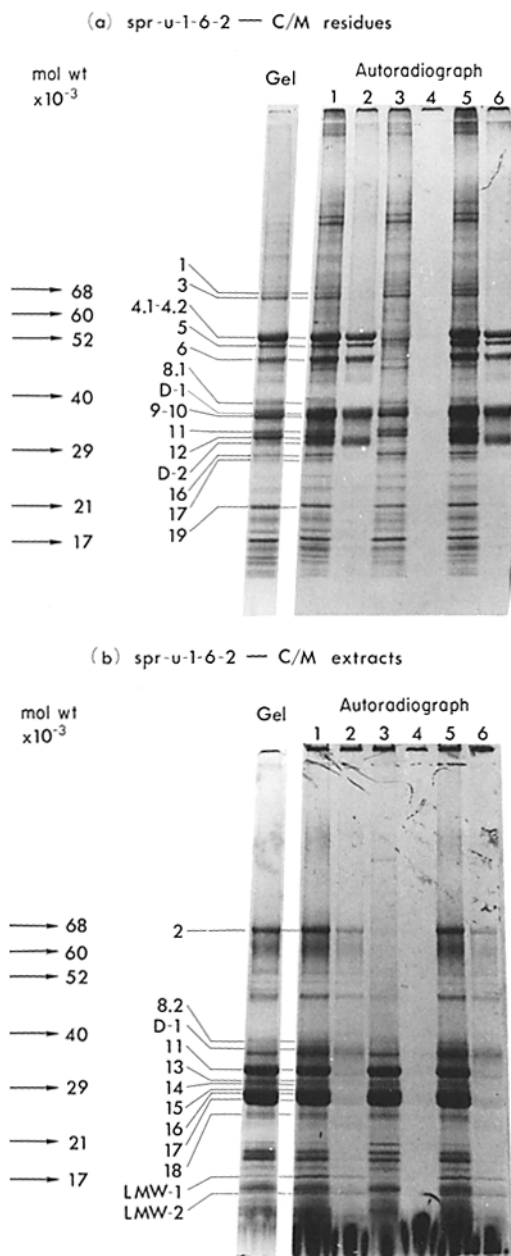 (a) spr-u-1-6-2 — C/M residues
mol wt
x10⁻³
Gel
Autoradiograph
1 2 3 4 5 6
68
60
52
40
29
21
17
1
3
4.1-4.2
5
6
8.1
D-1
9-10
11
12
D-2
16
17
19
(b) spr-u-1-6-2 — C/M extracts
mol wt
x10⁻³
Gel
Autoradiograph
1 2 3 4 5 6
68
60
52
40
29
21
17
2
8.2
D-1
11
13
14
15
16
17
18
LMW-1
LMW-2